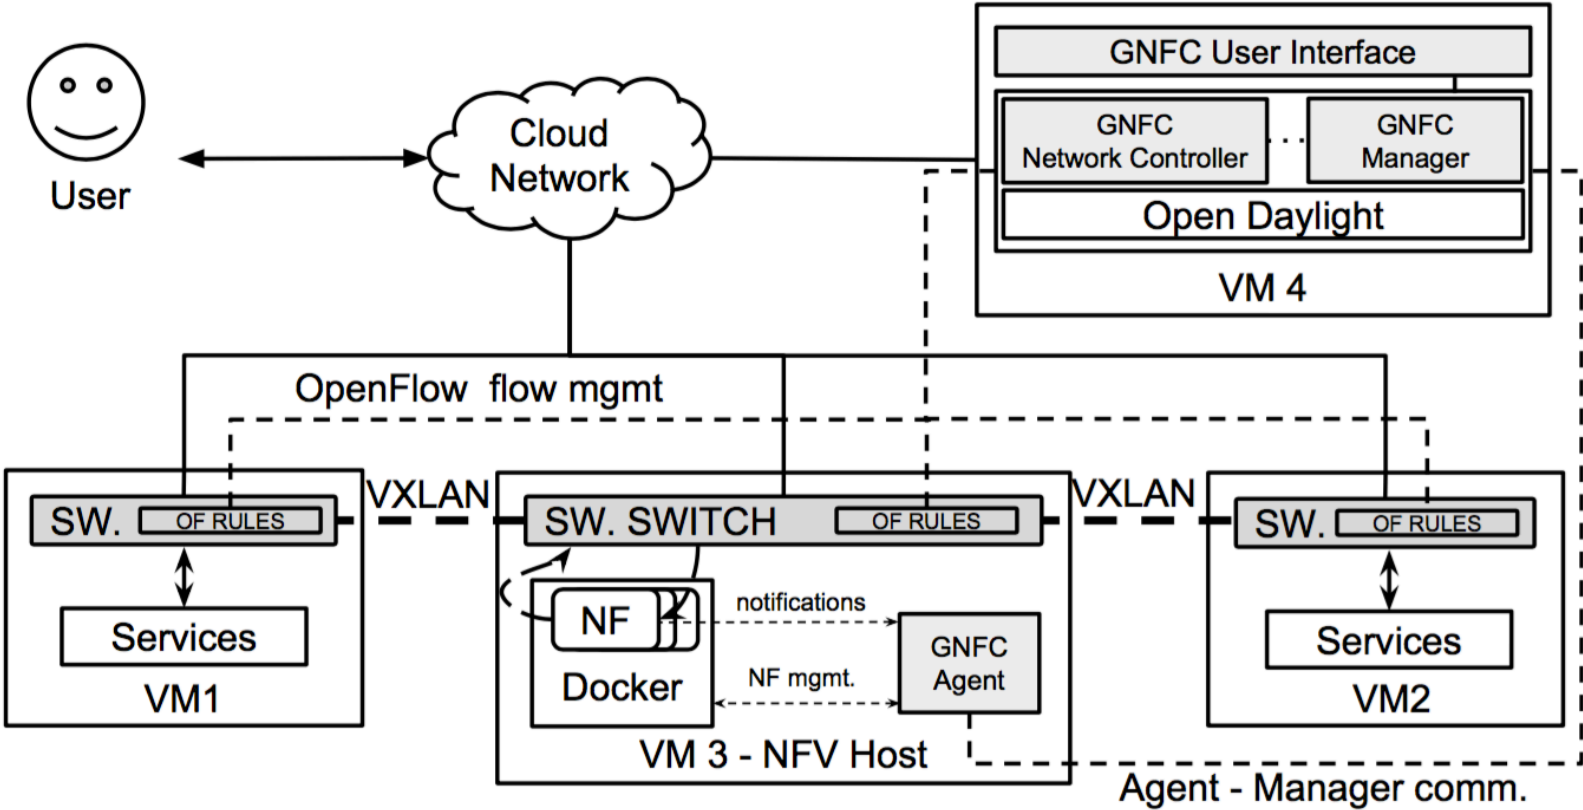 GNFC User Interface
Cloud
Network
GNFC
Network Controller
...
GNFC
Manager
User
Open Daylight
VM 4
OpenFlow flow mgmt
SW.
OF RULES
VXLAN
SW. SWITCH
OF RULES
VXLAN
SW.
OF RULES
Services
VM1
NF
Docker
notifications
NF mgmt.
GNFC
Agent
VM 3 - NFV Host
Services
VM2
Agent - Manager comm.